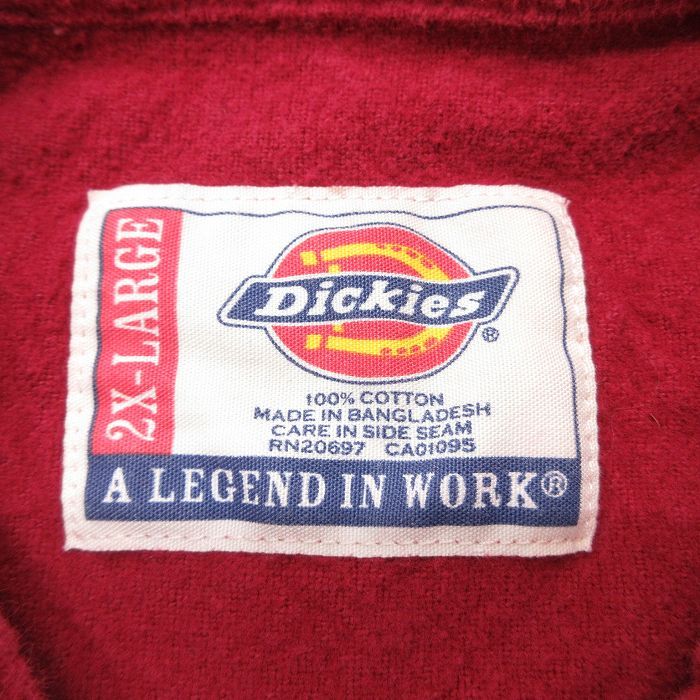 2X-LARGE
Dickies®
100% COTTON
MADE IN BANGLADESH
CARE IN SIDE SEAM
RN20697 CA01095
A LEGEND IN WORK®